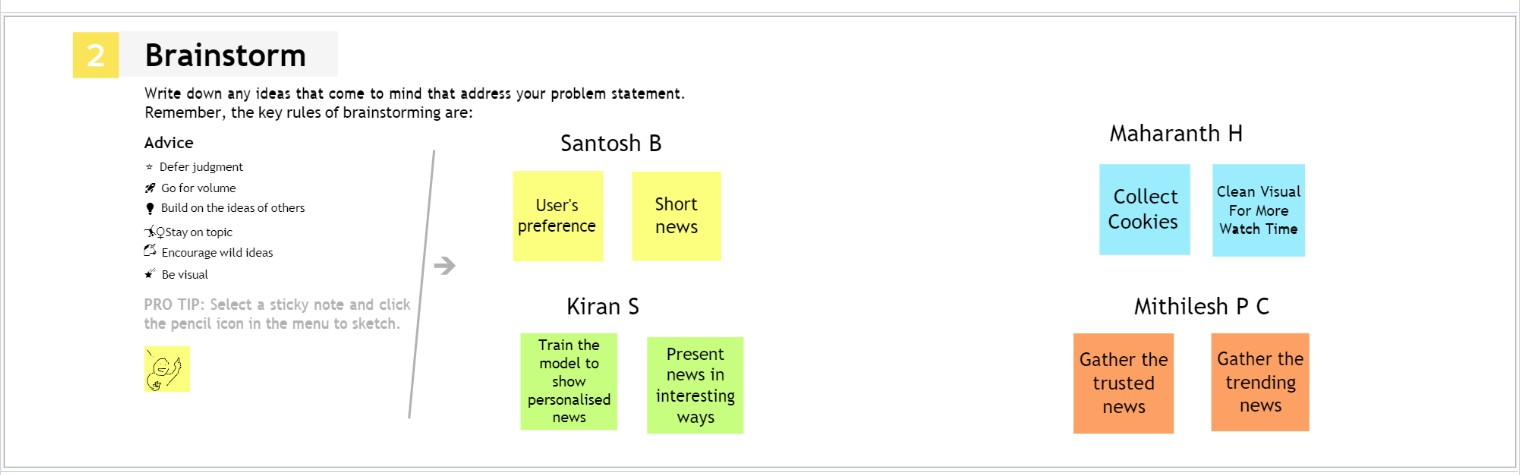 2 Brainstorm
Write down any ideas that come to mind that address your problem statement.
Remember, the key rules of brainstorming are:
Advice
Defer judgment
Go for volume
Build on the ideas of others
Stay on topic
Encourage wild ideas
Be visual
PRO TIP: Select a sticky note and click
the pencil icon in the menu to sketch.
Santosh B
User's
preference
Short
news
Maharanth H
Collect
Cookies
Clean Visual
For More
Watch Time
Kiran S
Train the
model to
show
personalised
news
Present
news in
interesting
ways
Mithilesh P C
Gather the
trusted
news
Gather the
trending
news